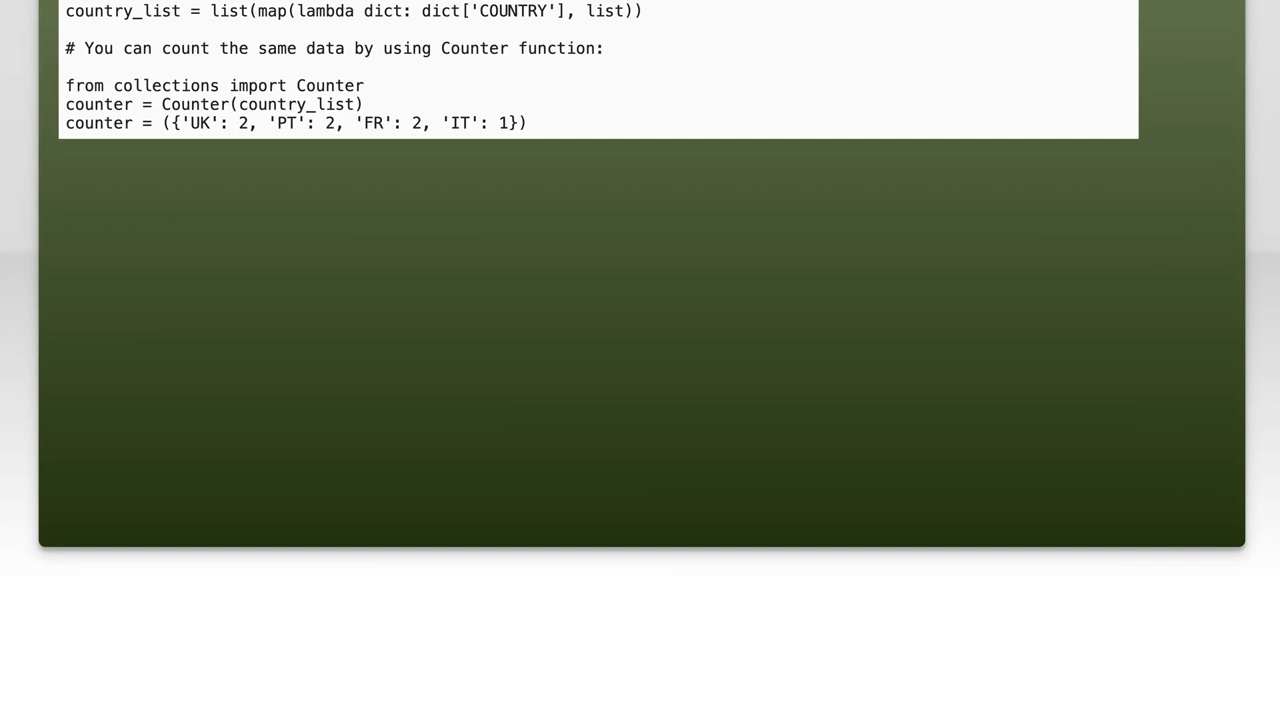 country_list = list(map(lambda dict: dict['COUNTRY'], list))
# You can count the same data by using Counter function:
from collections import Counter
counter = Counter(country_list)
counter = ({'UK': 2, 'PT': 2, 'FR': 2, 'IT': 1})